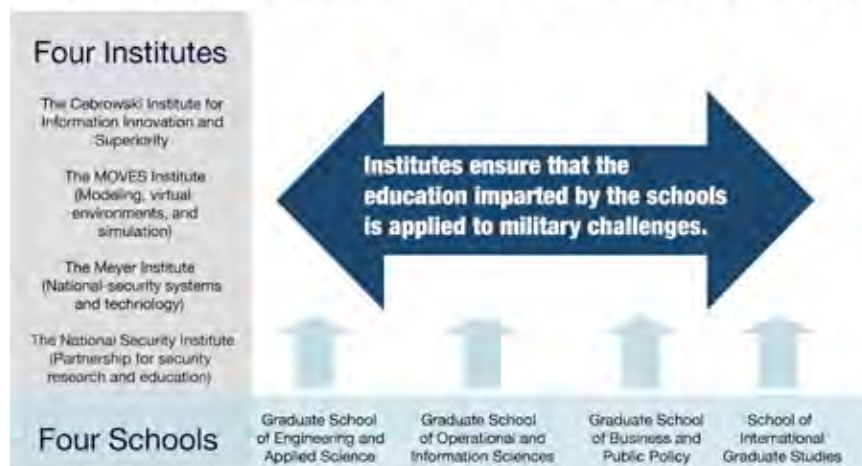 Four Institutes
The Cebrowski Institute for
Information Innovation and
Superiority
The MOVES Institute
(Modeling, virtual
environments, and
simulation)
The Meyer Institute
(National-security systems
and technology)
The National Security Institute
(Partnership for security
research and education)
Institutes ensure that the
education imparted by the schools
is applied to military challenges.
Four Schools
Graduate School
of Engineering and
Applied Science
Graduate School
of Operational and
Information Sciences
Graduate School
of Business and
Public Policy
School of
International
Graduate Studies